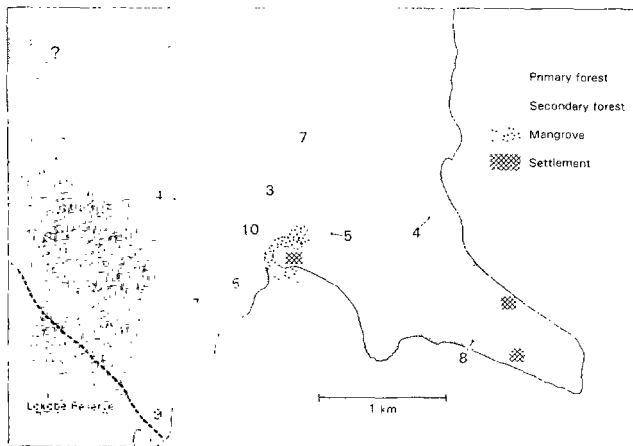 ?
Primary forest
Secondary forest
Mangrove
Settlement
7
4
3
10
5
4
5
7
8
9
Lokobe Reserve
1 km